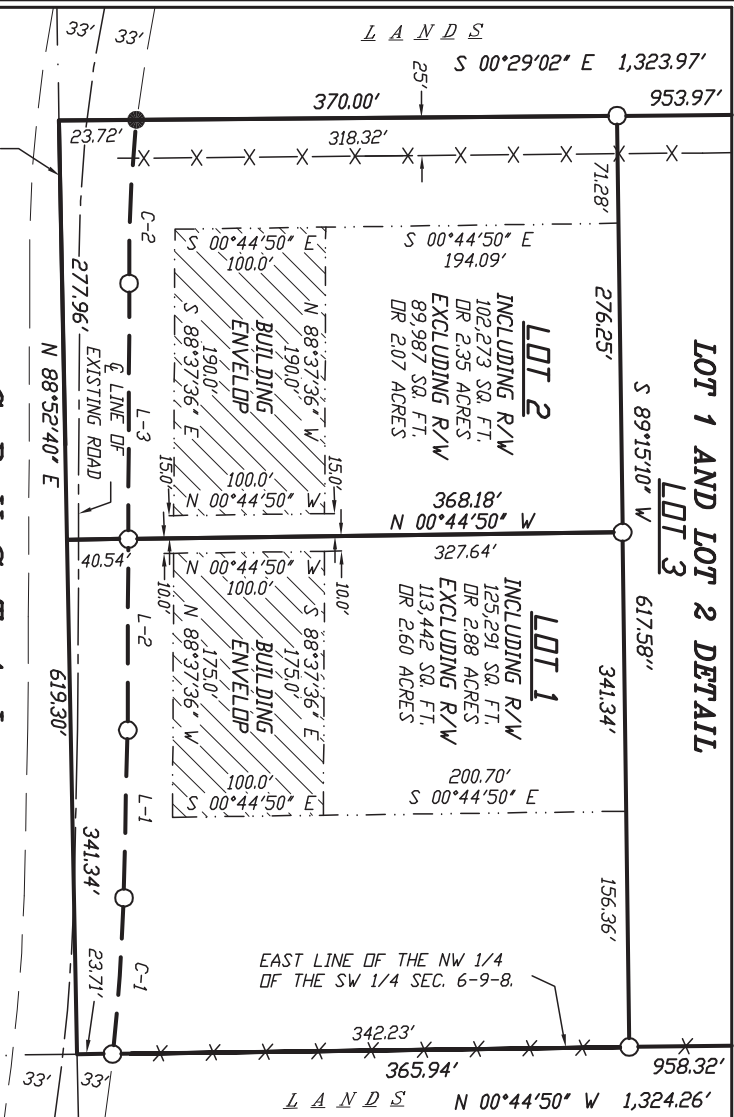 LOT 1 AND LOT 2 DETAIL
LOT 3
L A N D S
S 00°29'02" E 1,323.97'
370.00'
953.97'
25'
318.32'
33'
33'
23.72'
71.28'
276.25'
S 89°15'10" W 617.58"
341.34'
156.36'
LOT 2
INCLUDING R/W
102,273 SQ. FT.
OR 2.35 ACRES
EXCLUDING R/W
89,987 SQ. FT.
OR 2.07 ACRES
S 00°44'50" E
194.09'
S 00°44'50" E
100.0'
N 88°37'36" W
190.0'
BUILDING
ENVELOP
190.0'
S 88°37'36" E
100.0'
N 00°44'50" W
15.0'
15.0'
368.18'
N 00°44'50" W
327.64'
40.54'
10.0'
10.0'
LOT 1
INCLUDING R/W
125,291 SQ. FT.
OR 2.88 ACRES
EXCLUDING R/W
113,442 SQ. FT.
OR 2.60 ACRES
N 00°44'50" W
100.0'
S 88°37'36" E
175.0'
BUILDING
ENVELOP
175.0'
N 88°37'36" W
100.0'
S 00°44'50" E
200.70'
S 00°44'50" E
C-2
L-3
L-2
L-1
C-1
277.96'
℄ LINE OF
EXISTING ROAD
N 88°52'40" E
619.30'
341.34'
23.71'
EAST LINE OF THE NW 1/4
OF THE SW 1/4 SEC. 6-9-8.
342.23'
365.94'
958.32'
33'
33'
L A N D S
N 00°44'50" W 1,324.26'